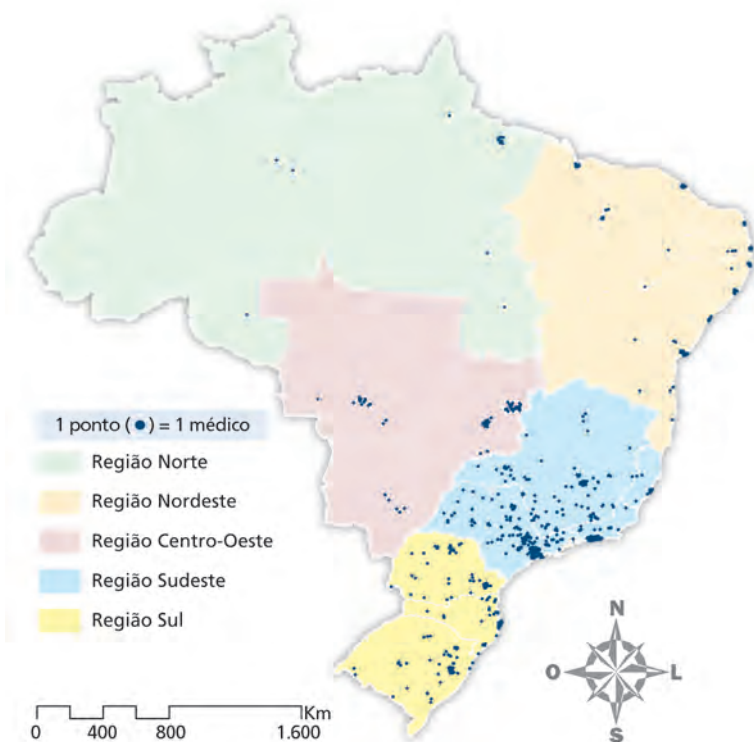 1 ponto (●) = 1 médico
Região Norte
Região Nordeste
Região Centro-Oeste
Região Sudeste
Região Sul
N
O
L
S
Km
0 400 800 1.600